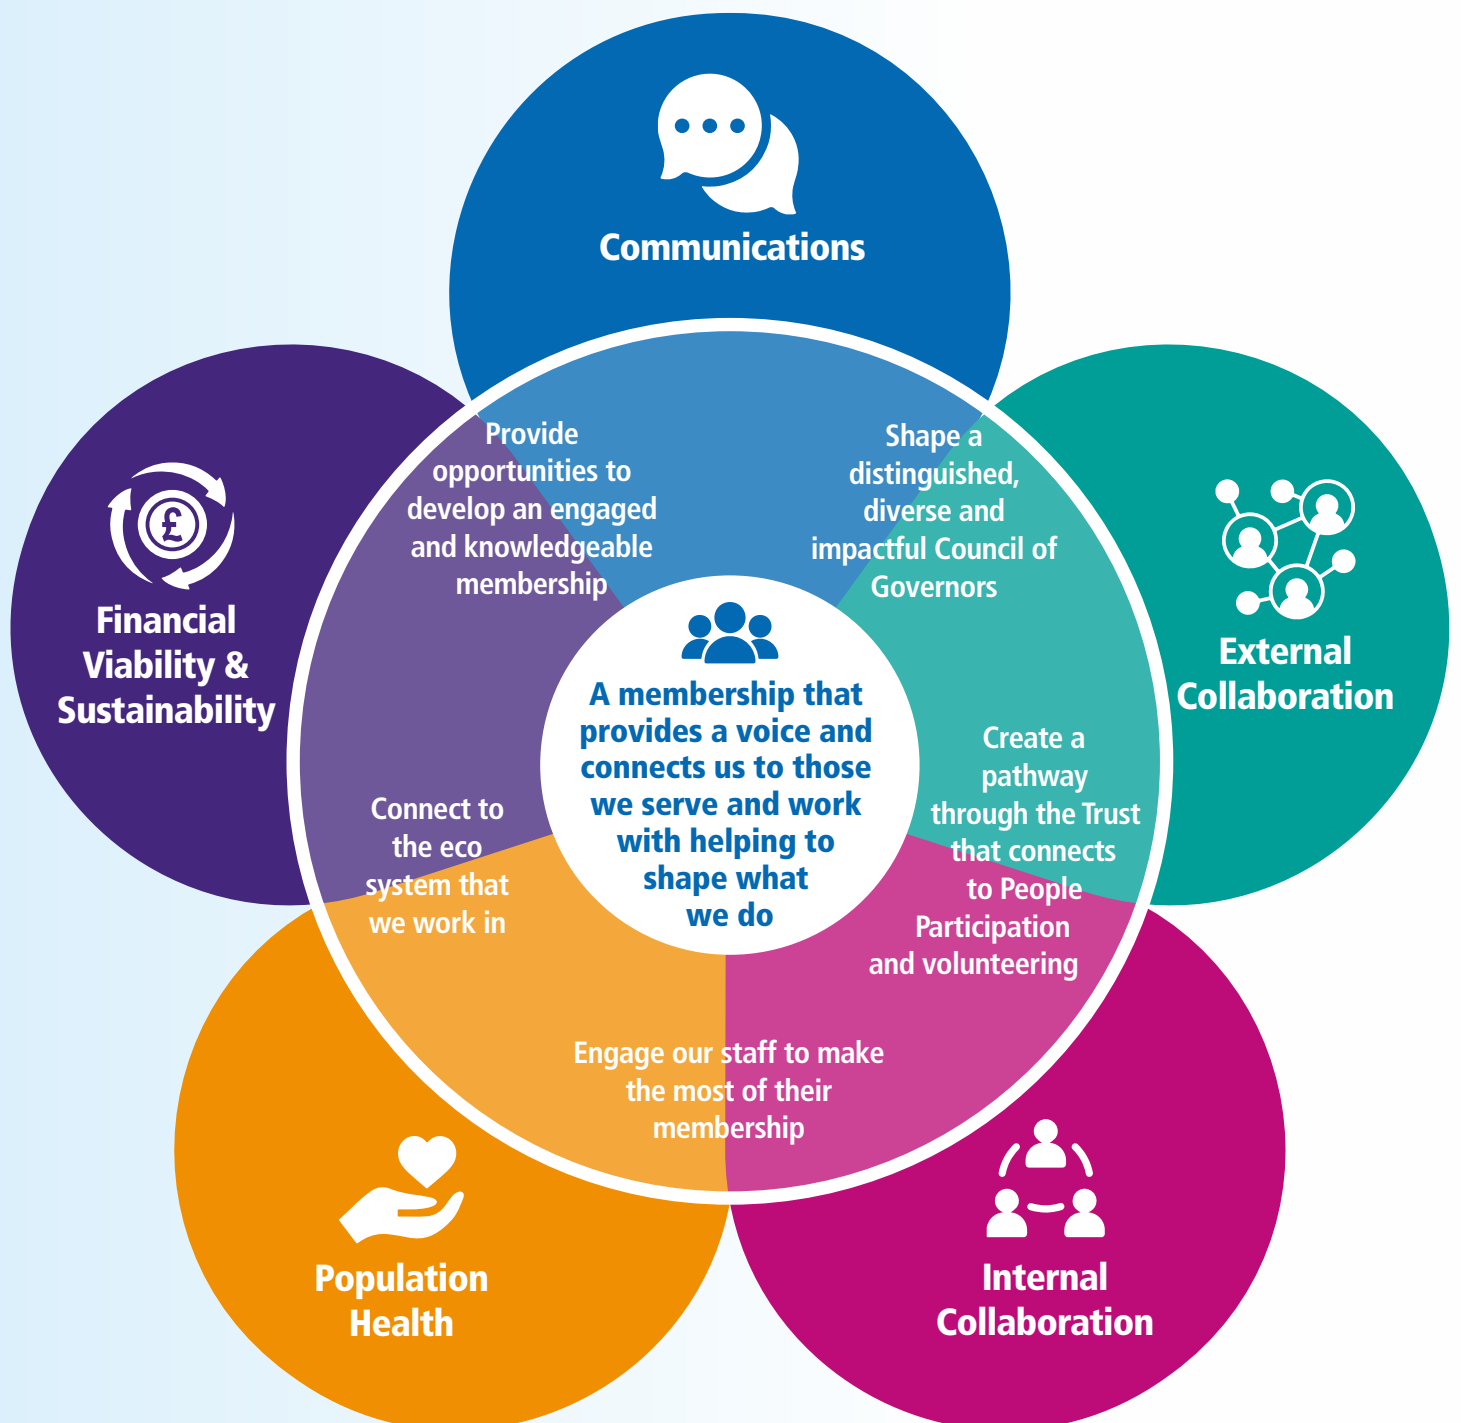 Communications
Financial
Viability &
Sustainability
£
External
Collaboration
Provide
opportunities to
develop an engaged
and knowledgeable
membership
Shape a
distinguished,
diverse and
impactful Council of
Governors
A membership that
provides a voice and
connects us to those
we serve and work
with helping to
shape what
we do
Connect to
the eco
system that
we work in
Create a
pathway
through the Trust
that connects
to People
Participation
and volunteering
Engage our staff to make
the most of their
membership
Population
Health
Internal
Collaboration